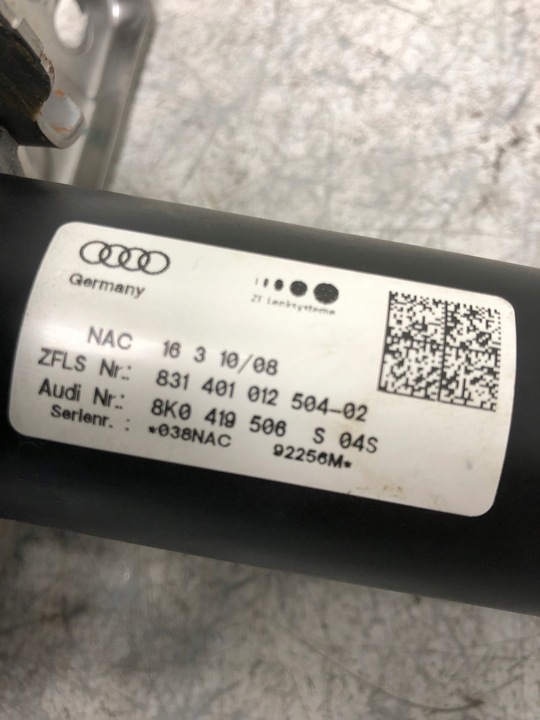 Germany
ZF Lenksysteme
NAC 16 3 10/08
ZFLS Nr.: 831 401 012 504-02
Audi Nr.: 8K0 419 506 S 04S
Serienr. : *038NAC 92256M*